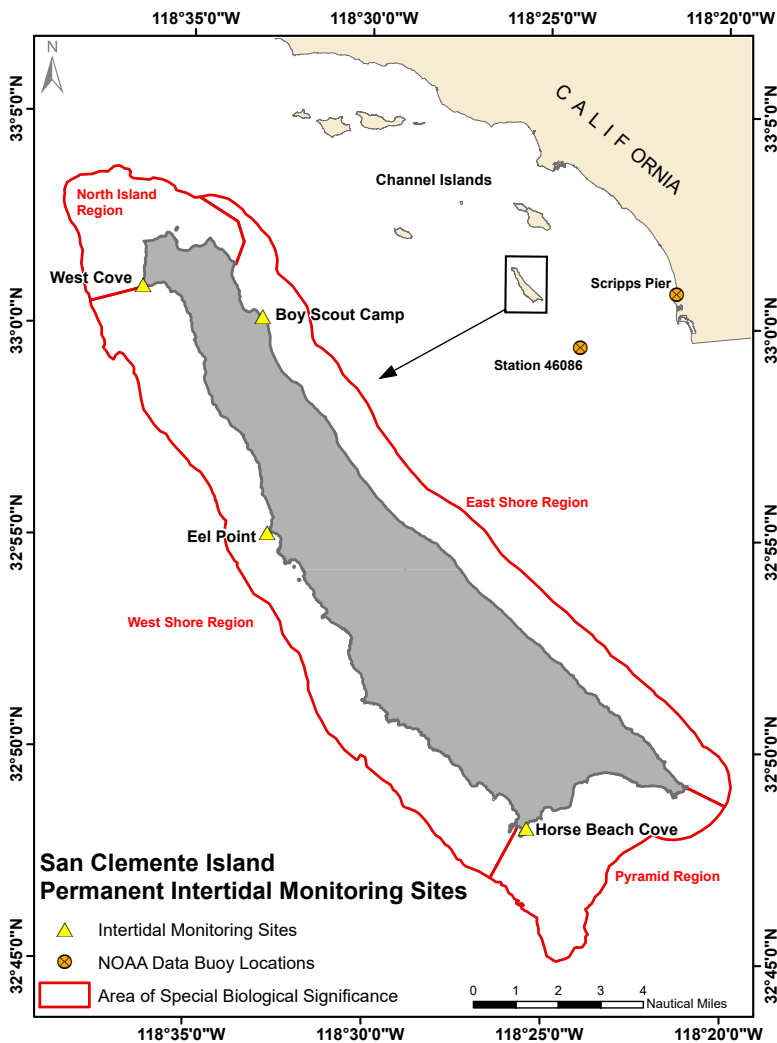 118°35'0"W 118°30'0"W 118°25'0"W 118°20'0"W
N
33°5'0"N
33°5'0"N
CALIFORNIA
Channel Islands
North Island
Region
West Cove
Boy Scout Camp
Scripps Pier
Station 46086
33°0'0"N
33°0'0"N
East Shore Region
Eel Point
32°55'0"N
32°55'0"N
West Shore Region
32°50'0"N
32°50'0"N
Horse Beach Cove
Pyramid Region
San Clemente Island
Permanent Intertidal Monitoring Sites
Intertidal Monitoring Sites
NOAA Data Buoy Locations
Area of Special Biological Significance
32°45'0"N
32°45'0"N
0 1 2 3 4
Nautical Miles
118°35'0"W 118°30'0"W 118°25'0"W 118°20'0"W